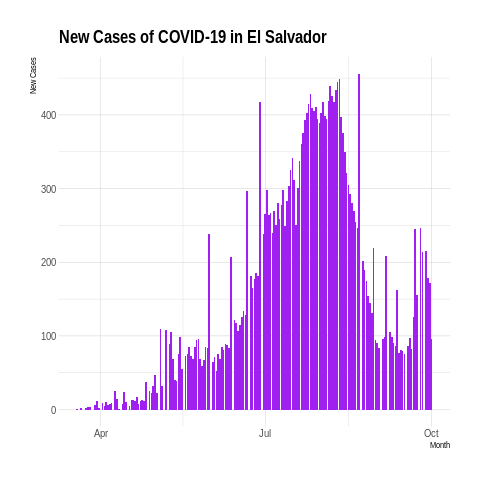 New Cases of COVID-19 in El Salvador
New Cases
400
300
200
100
0
Apr Jul Oct
Month